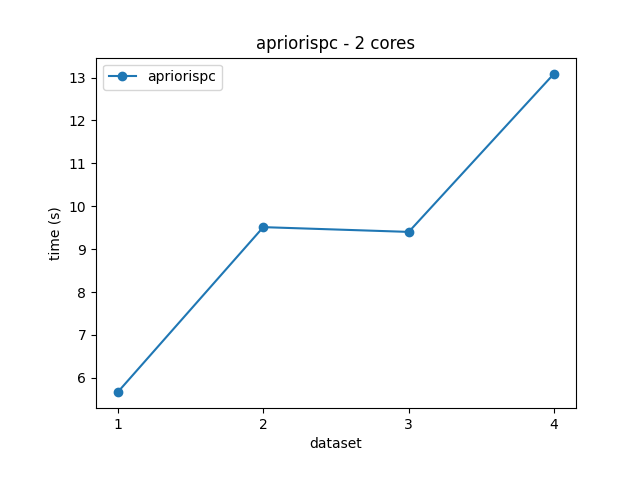 apriorispc - 2 cores
apriorispc
13
12
11
10
9
8
7
6
time (s)
1 2 3 4
dataset